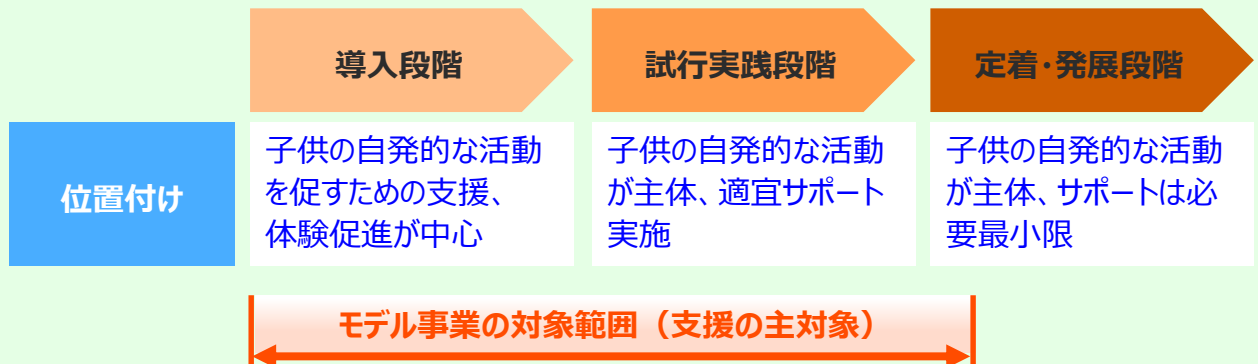 導入段階
試行実践段階
定着･発展段階
位置付け
子供の自発的な活動
を促すための支援、
体験促進が中心
子供の自発的な活動
が主体、適宜サポート
実施
子供の自発的な活動
が主体、サポートは必
要最小限
モデル事業の対象範囲（支援の主対象）